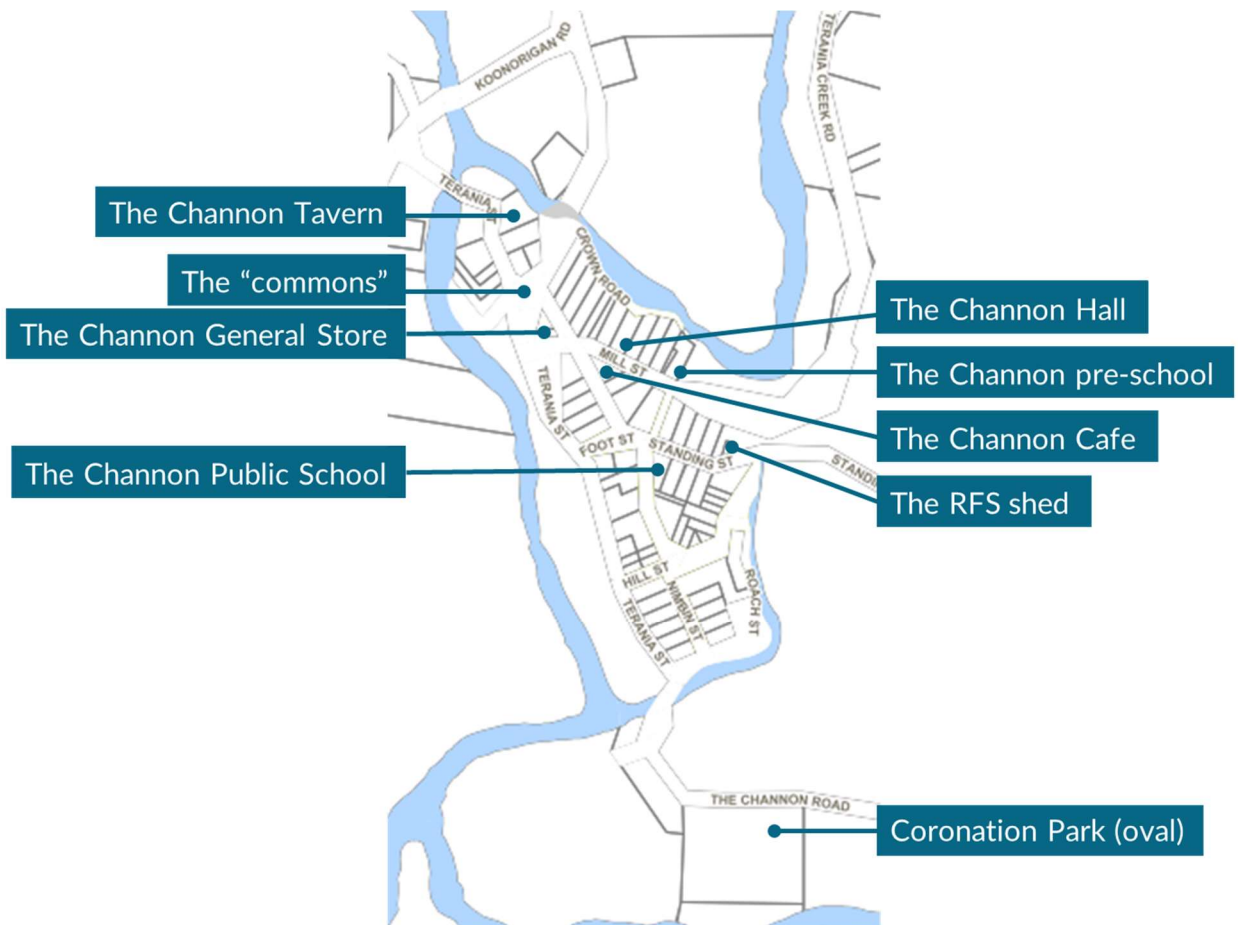 KOONORIGAN RD
TERANIA CREEK RD
TERANIA ST
The Channon Tavern
CROWN ROAD
The “commons”
The Channon General Store
The Channon Hall
MILL ST
The Channon pre-school
TERANIA ST
The Channon Cafe
FOOT ST
STANDING ST
STANDI
The Channon Public School
The RFS shed
HILL ST
NIMBIN ST
ROACH ST
TERANIA ST
THE CHANNON ROAD
Coronation Park (oval)